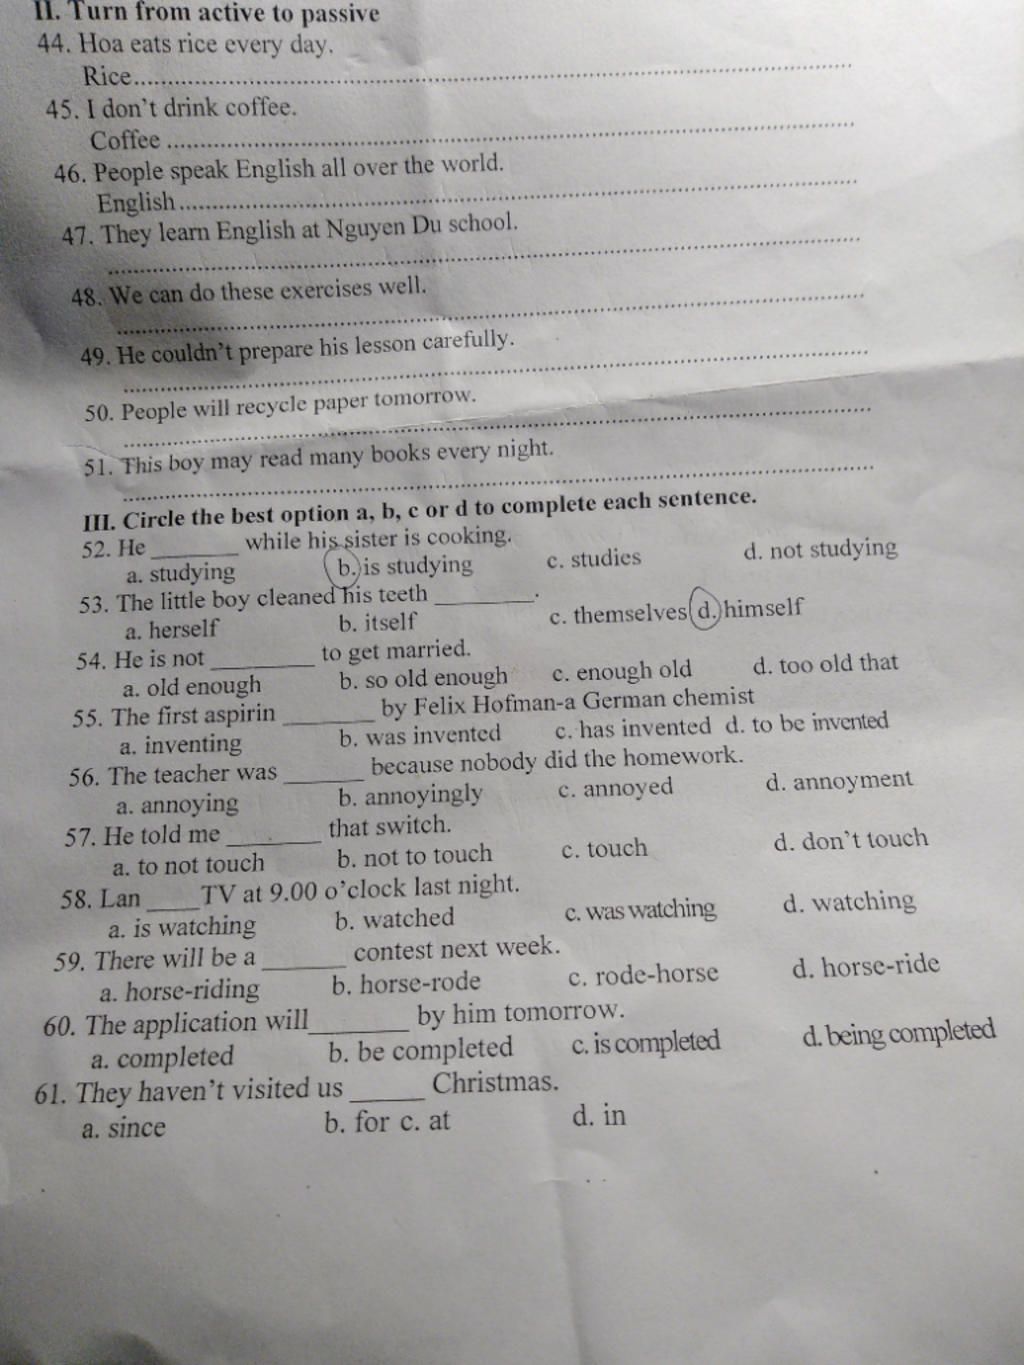 II. Turn from active to passive
44. Hoa eats rice every day.
Rice................................................................
45. I don't drink coffee.
Coffee ................................................................
46. People speak English all over the world.
English................................................................
47. They learn English at Nguyen Du school.
................................................................
48. We can do these exercises well.
................................................................
49. He couldn't prepare his lesson carefully.
................................................................
50. People will recycle paper tomorrow.
................................................................
51. This boy may read many books every night.
................................................................
III. Circle the best option a, b, c or d to complete each sentence.
52. He ________ while his sister is cooking.
a. studying b. is studying c. studies d. not studying
53. The little boy cleaned his teeth _________.
a. herself b. itself c. themselves d. himself
54. He is not _________ to get married.
a. old enough b. so old enough c. enough old d. too old that
55. The first aspirin ________ by Felix Hofman-a German chemist
a. inventing b. was invented c. has invented d. to be invented
56. The teacher was _______ because nobody did the homework.
a. annoying b. annoyingly c. annoyed d. annoyment
57. He told me ________ that switch.
a. to not touch b. not to touch c. touch d. don't touch
58. Lan ____TV at 9.00 o'clock last night.
a. is watching b. watched c. was watching d. watching
59. There will be a _______ contest next week.
a. horse-riding b. horse-rode c. rode-horse d. horse-ride
60. The application will________ by him tomorrow.
a. completed b. be completed c. is completed d. being completed
61. They haven't visited us ______ Christmas.
a. since b. for c. at d. in